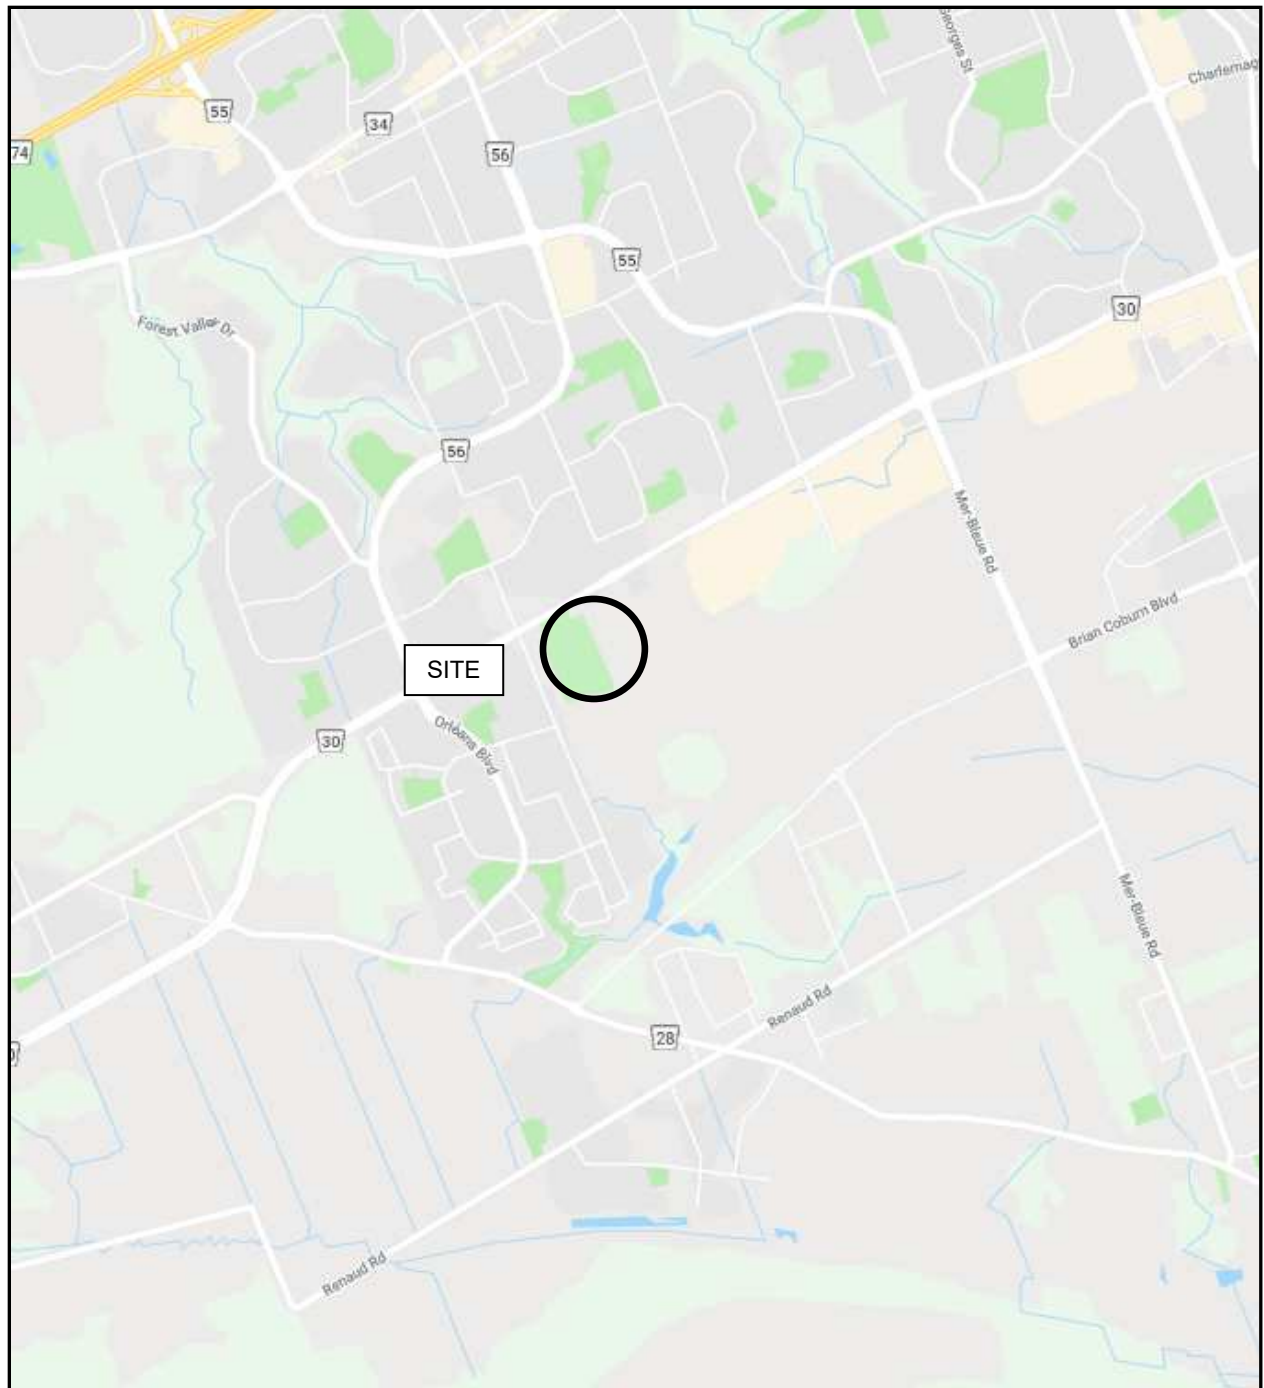 Georges St
Charlemag
55
34
74
56
55
30
Forest Valley Dr
56
Mer-Bleue Rd
Brian Coburn Blvd
SITE
Orléans Blvd
30
Mer-Bleue Rd
Renaud Rd
28
Renaud Rd